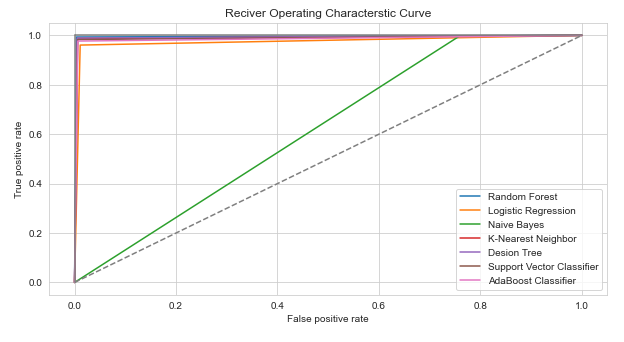 Reciver Operating Characterstic Curve
True positive rate
1.0
0.8
0.6
0.4
0.2
0.0
Random Forest
Logistic Regression
Naive Bayes
K-Nearest Neighbor
Desion Tree
Support Vector Classifier
AdaBoost Classifier
0.0 0.2 0.4 0.6 0.8 1.0
False positive rate